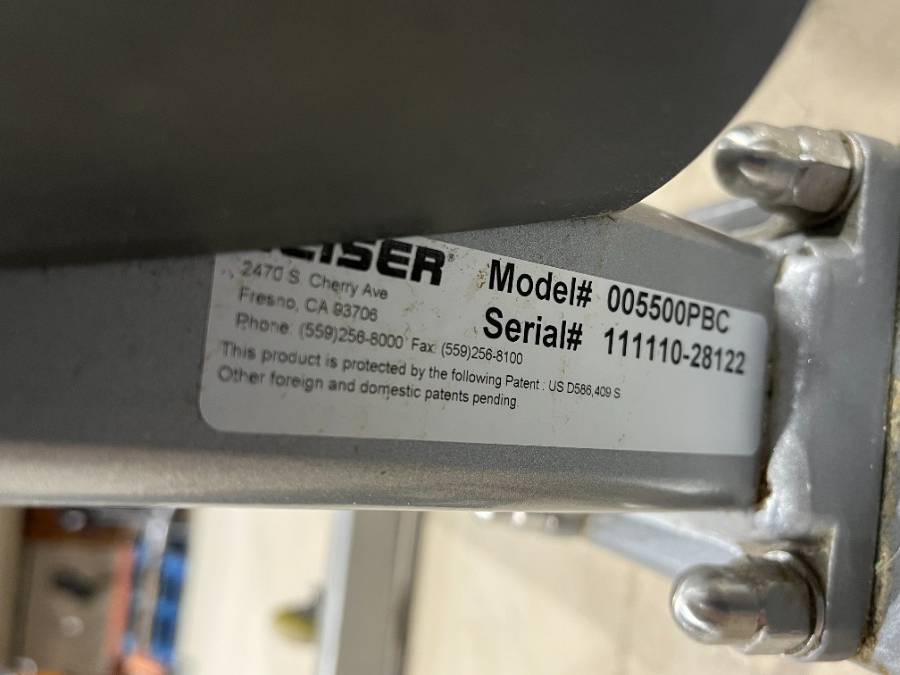 KEISER®
2470 S. Cherry Ave
Fresno, CA 93706
Phone: (559)256-8000 Fax: (559)256-8100
This product is protected by the following Patent : US D586,409 S
Other foreign and domestic patents pending
Model# 005500PBC
Serial# 111110-28122